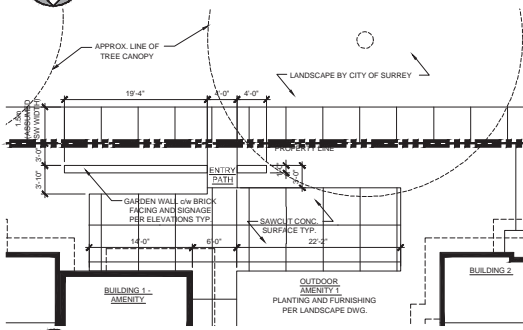 APPROX. LINE OF
TREE CANOPY
LANDSCAPE BY CITY OF SURREY
19'-4"
4'-0"
4'-0"
(ASSUMED
SW WIDTH)
3'-0"
PROPERTY LINE
3'-10"
ENTRY
PATH
GARDEN WALL c/w BRICK
FACING AND SIGNAGE
PER ELEVATIONS TYP.
SAWCUT CONC.
SURFACE TYP.
14'-0"
6'-0"
22'-2"
BUILDING 1 -
AMENITY
OUTDOOR
AMENITY 1
PLANTING AND FURNISHING
PER LANDSCAPE DWG.
BUILDING 2